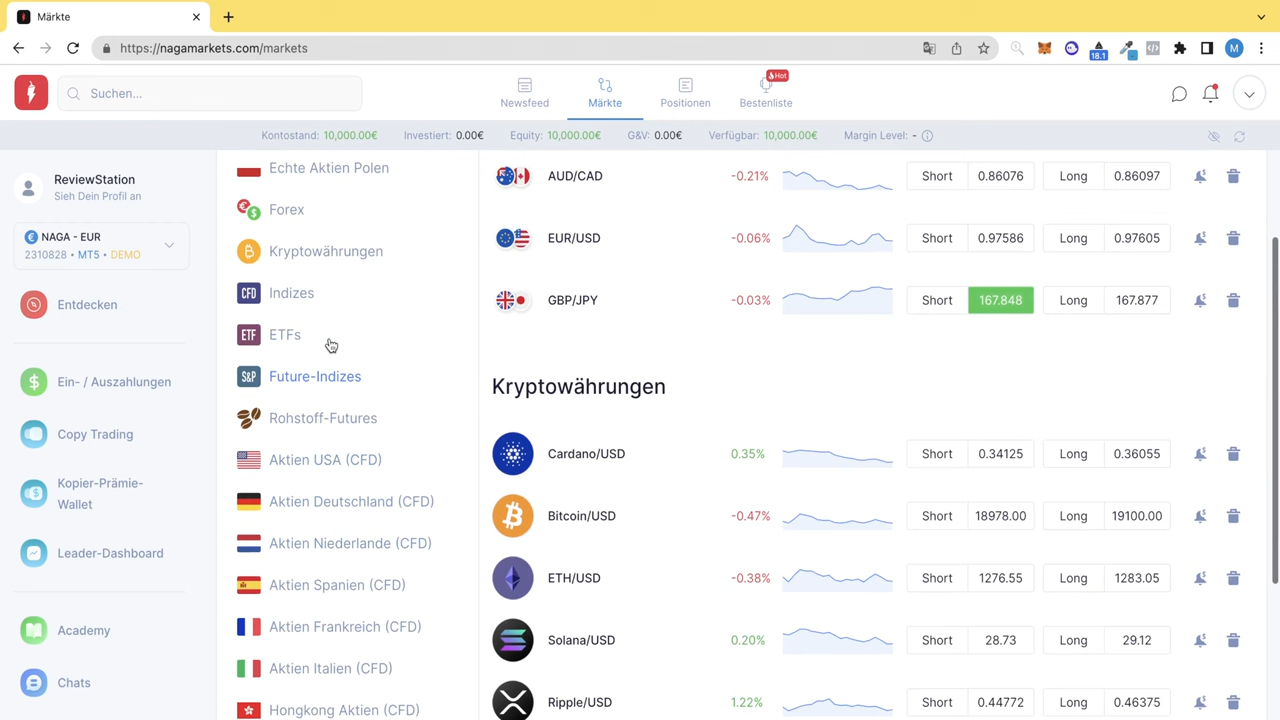 Märkte
https://nagamarkets.com/markets
18.1
M
Suchen...
Newsfeed
Märkte
Positionen
Hot
Bestenliste
Kontostand: 10,000.00€ Investiert: 0.00€ Equity: 10,000.00€ G&V: 0.00€ Verfügbar: 10,000.00€ Margin Level: -
ReviewStation
Sieh Dein Profil an
NAGA - EUR
2310828 • MT5 • DEMO
Entdecken
Ein- / Auszahlungen
Copy Trading
Kopier-Prämie-
Wallet
Leader-Dashboard
Academy
Chats
Echte Aktien Polen
Forex
Kryptowährungen
CFD Indizes
ETF ETFs
S&P Future-Indizes
Rohstoff-Futures
Aktien USA (CFD)
Aktien Deutschland (CFD)
Aktien Niederlande (CFD)
Aktien Spanien (CFD)
Aktien Frankreich (CFD)
Aktien Italien (CFD)
Hongkong Aktien (CFD)
AUD/CAD -0.21% Short 0.86076 Long 0.86097
EUR/USD -0.06% Short 0.97586 Long 0.97605
GBP/JPY -0.03% Short 167.848 Long 167.877
Kryptowährungen
Cardano/USD 0.35% Short 0.34125 Long 0.36055
Bitcoin/USD -0.47% Short 18978.00 Long 19100.00
ETH/USD -0.38% Short 1276.55 Long 1283.05
Solana/USD 0.20% Short 28.73 Long 29.12
Ripple/USD 1.22% Short 0.44772 Long 0.46375